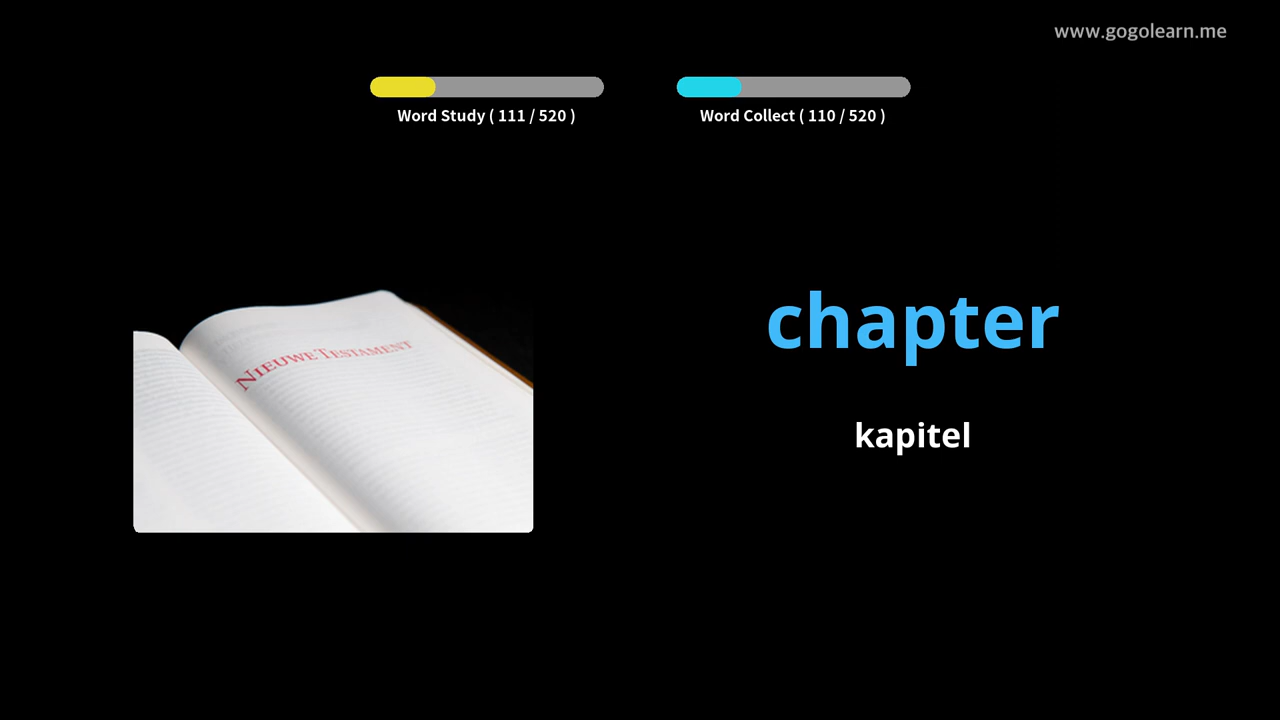 www.gogolearn.me
Word Study ( 111 / 520 )
Word Collect ( 110 / 520 )
NIEUWE TESTAMENT
chapter
kapitel